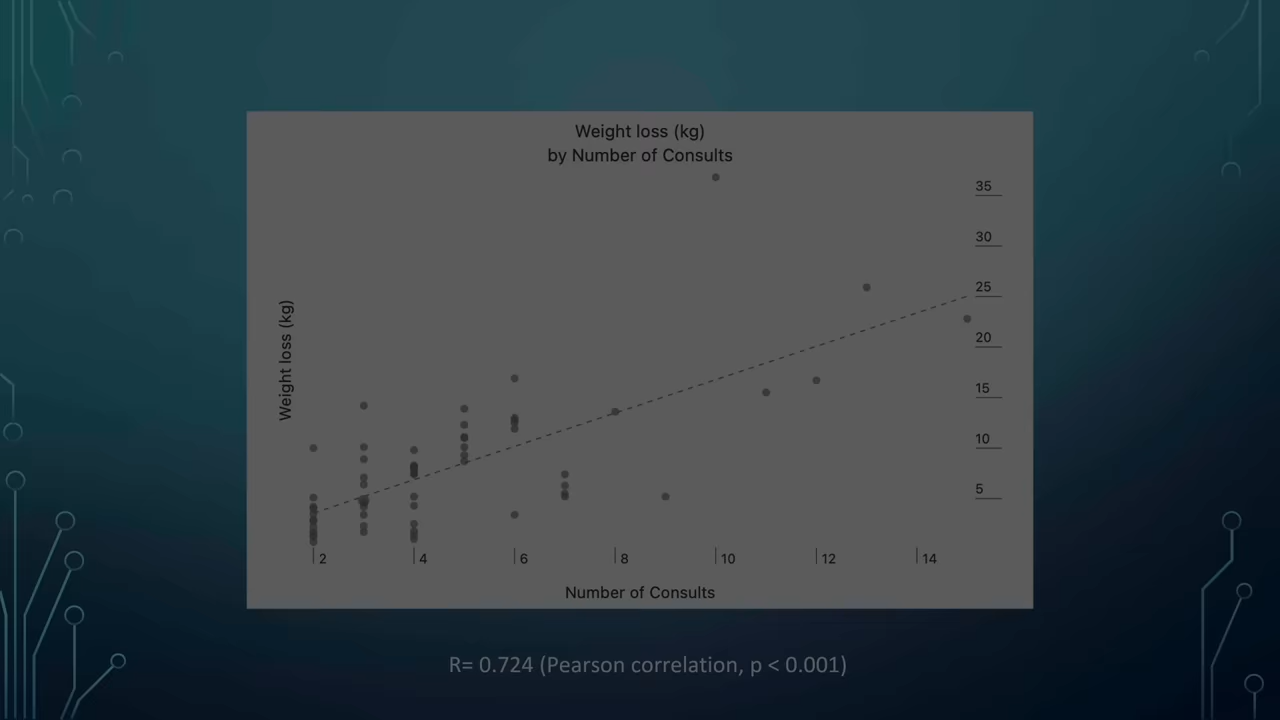 Weight loss (kg)
by Number of Consults
35
30
25
20
15
10
5
Weight loss (kg)
2 4 6 8 10 12 14
Number of Consults
R= 0.724 (Pearson correlation, p < 0.001)